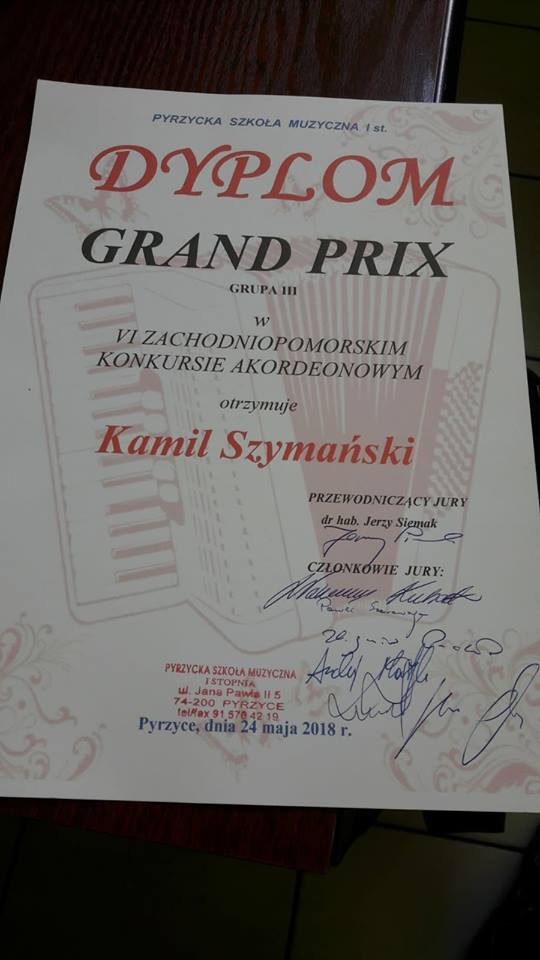 PYRZYCKA SZKOŁA MUZYCZNA I st.
DYPLOM
GRAND PRIX
GRUPA III
w
VI ZACHODNIOPOMORSKIM
KONKURSIE AKORDEONOWYM
otrzymuje
Kamil Szymański
PRZEWODNICZĄCY JURY
dr hab. Jerzy Siemak
CZŁONKOWIE JURY:
PYRZYCKA SZKOŁA MUZYCZNA
I STOPNIA
ul. Jana Pawła II 5
74-200 PYRZYCE
tel/fax 91 570 42 19
Pyrzyce, dnia 24 maja 2018 r.